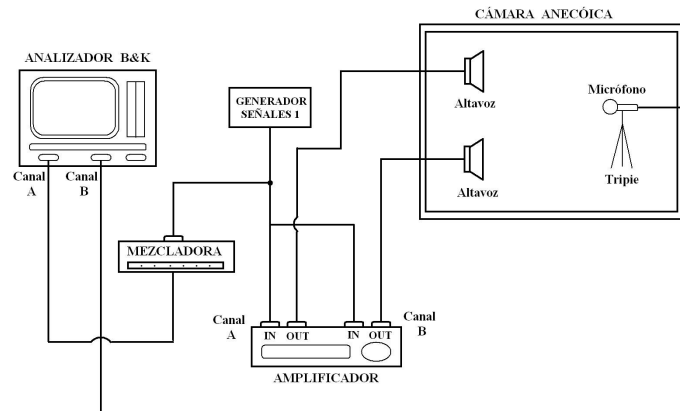 CÁMARA ANECÓICA
ANALIZADOR B&K
GENERADOR
SEÑALES 1
Altavoz
Micrófono
Canal
A
Canal
B
Altavoz
Tripie
MEZCLADORA
Canal
A
IN OUT
IN OUT
Canal
B
AMPLIFICADOR